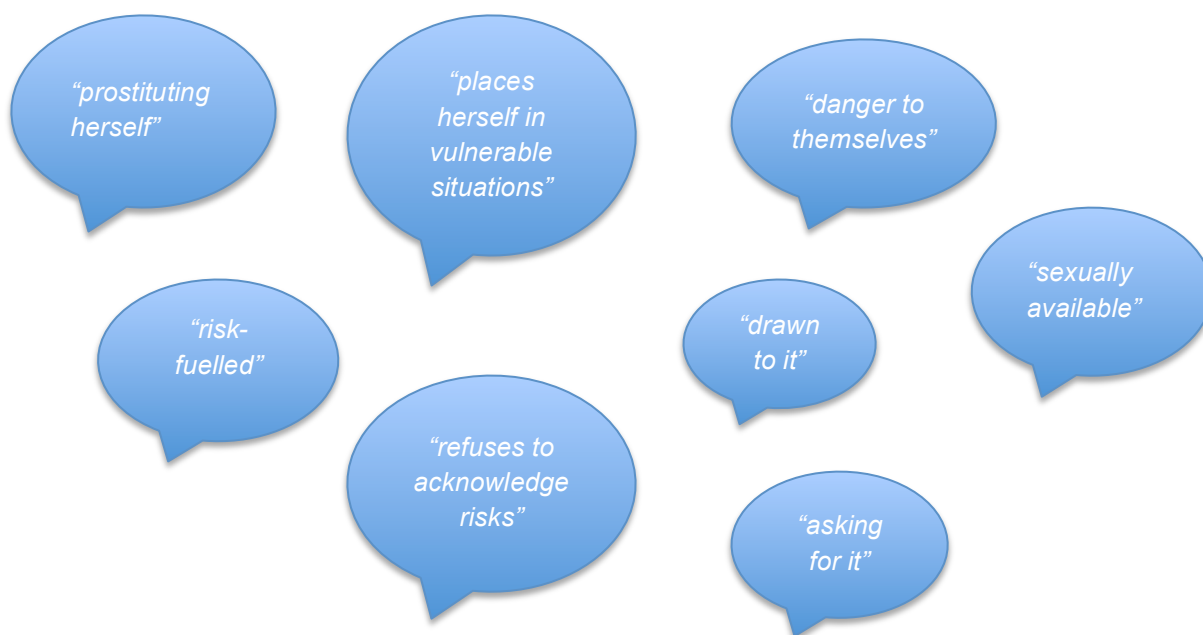 “prostituting
herself”
“places
herself in
vulnerable
situations”
“danger to
themselves”
“sexually
available”
“risk-
fuelled”
“drawn
to it”
“refuses to
acknowledge
risks”
“asking
for it”